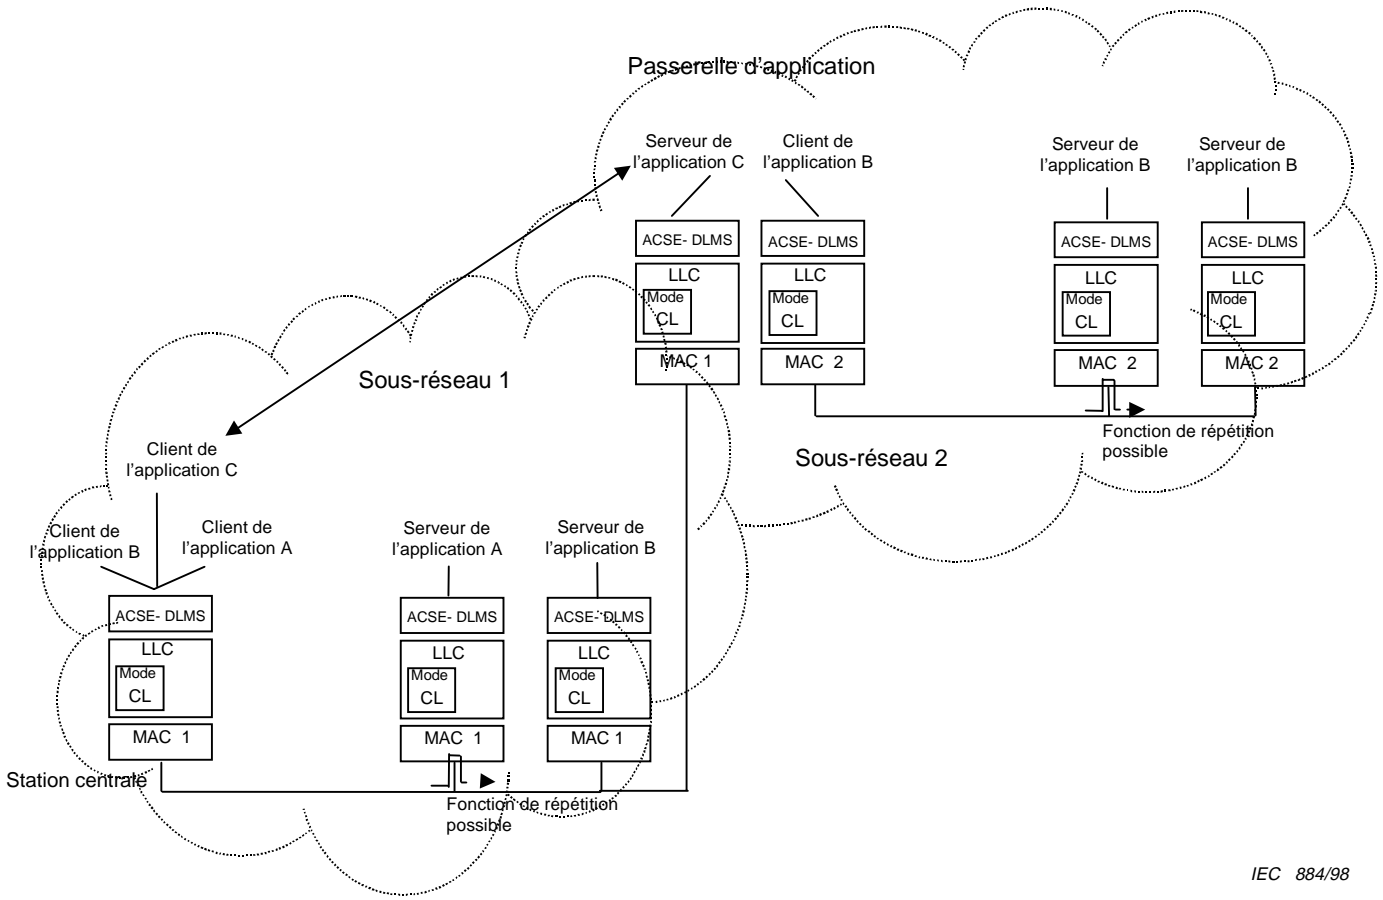 Passerelle d'application
Serveur de
l'application C
Client de
l'application B
Serveur de
l'application B
Serveur de
l'application B
ACSE- DLMS
LLC
Mode
CL
MAC 1
ACSE- DLMS
LLC
Mode
CL
MAC 2
ACSE- DLMS
LLC
Mode
CL
MAC 2
ACSE- DLMS
LLC
Mode
CL
MAC 2
Fonction de répétition
possible
Sous-réseau 1
Sous-réseau 2
Client de
l'application C
Client de
l'application B
Client de
l'application A
Serveur de
l'application A
Serveur de
l'application B
ACSE- DLMS
LLC
Mode
CL
MAC 1
ACSE- DLMS
LLC
Mode
CL
MAC 1
ACSE- DLMS
LLC
Mode
CL
MAC 1
Station centrale
Fonction de répétition
possible
IEC 884/98